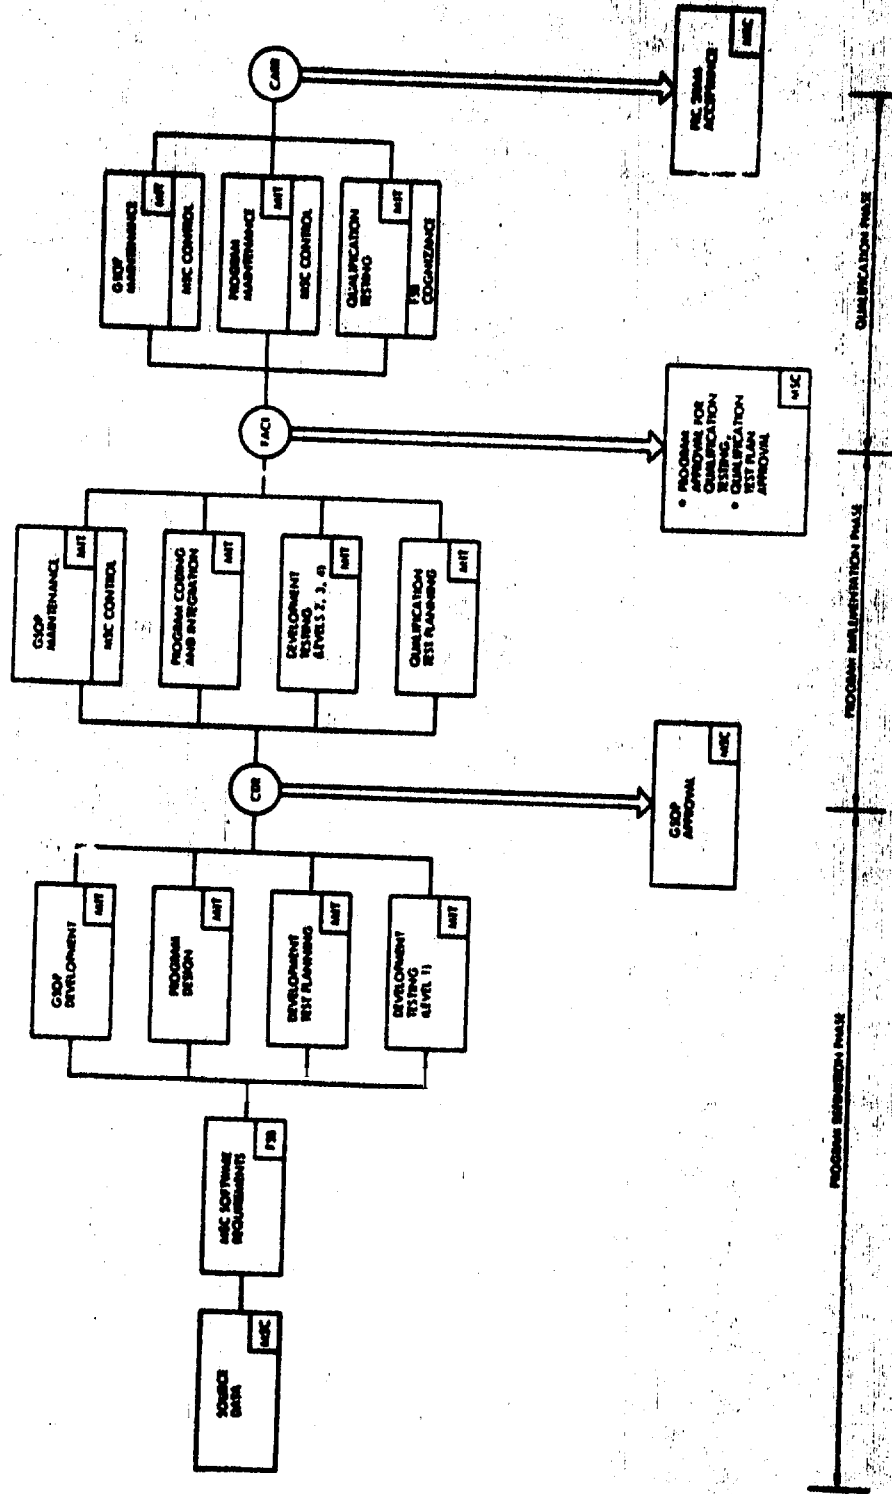 SOURCE
DATA
MSC
MSC SOFTWARE
REQUIREMENTS
FSB
GSOP
DEVELOPMENT
MIT
PROGRAM
DESIGN
MIT
DEVELOPMENT
TEST PLANNING
MIT
DEVELOPMENT
TESTING
(LEVEL 1)
MIT
CDR
GSOP
APPROVAL
MSC
GSOP
MAINTENANCE
MIT
MSC CONTROL
PROGRAM CODING
AND INTEGRATION
MIT
DEVELOPMENT
TESTING
(LEVELS 2, 3, 4)
MIT
QUALIFICATION
TEST PLANNING
MIT
FACI
• PROGRAM
APPROVAL FOR
QUALIFICATION
TESTING,
• QUALIFICATION
TEST PLAN
APPROVAL
MSC
GSOP
MAINTENANCE
MIT
MSC CONTROL
PROGRAM
MAINTENANCE
MIT
MSC CONTROL
QUALIFICATION
TESTING
MIT
FSB
COGNIZANCE
CARR
ACCEPTANCE
MSC
PROGRAM DEFINITION PHASE
PROGRAM IMPLEMENTATION PHASE
QUALIFICATION PHASE